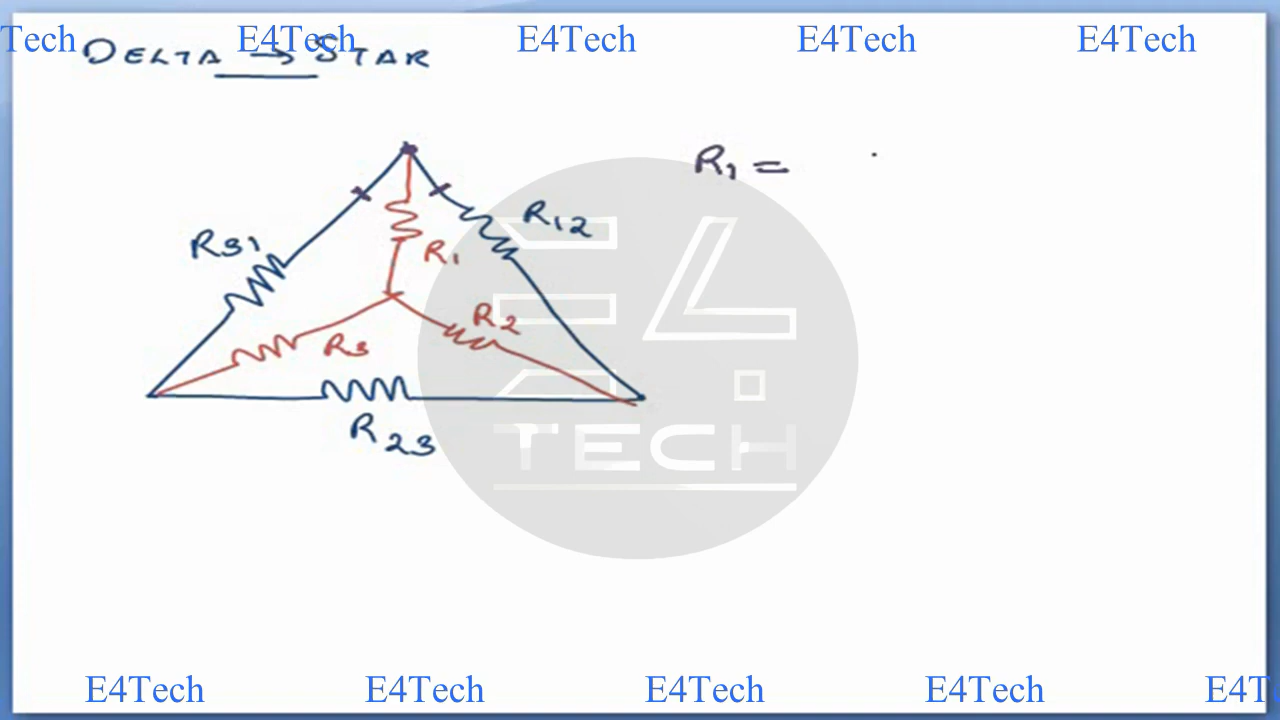 Tech E4Tech E4Tech E4Tech E4Tech
DELTA → STAR
R1 =
R12
R31
R1
R2
R3
R23
TECH
E4Tech E4Tech E4Tech E4Tech E4T